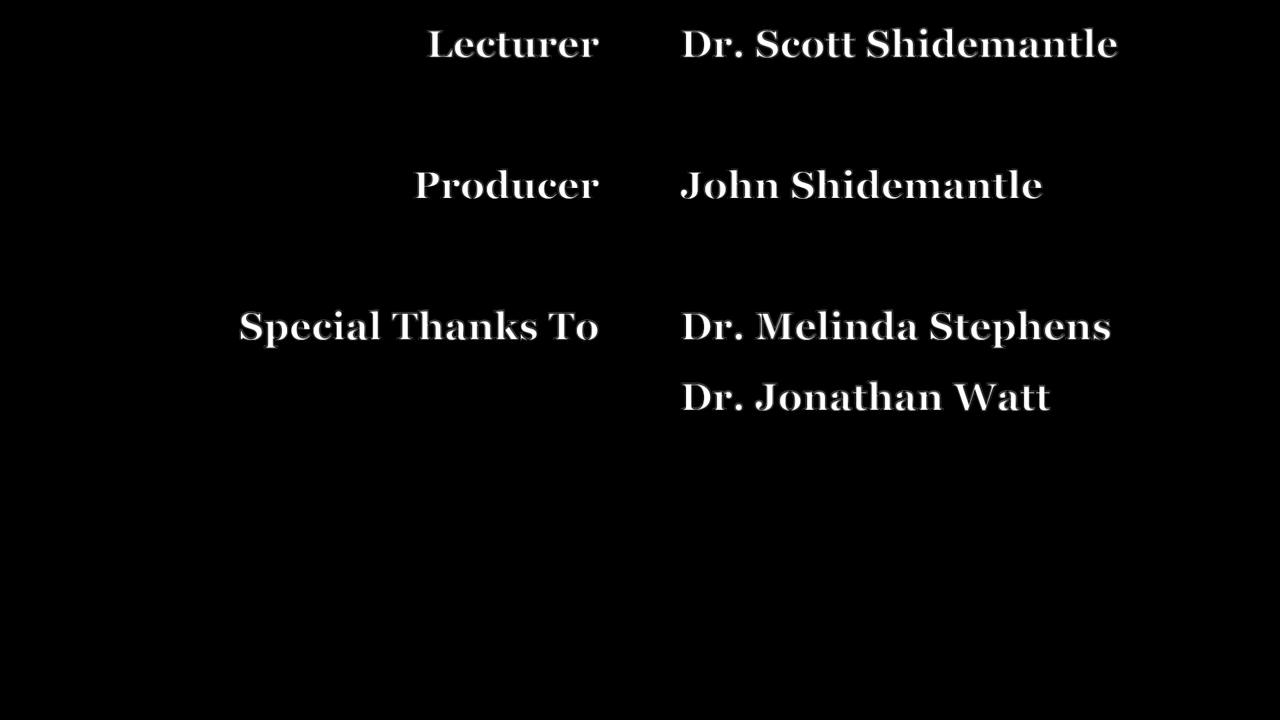 Lecturer Dr. Scott Shidemantle
Producer John Shidemantle
Special Thanks To Dr. Melinda Stephens
Dr. Jonathan Watt